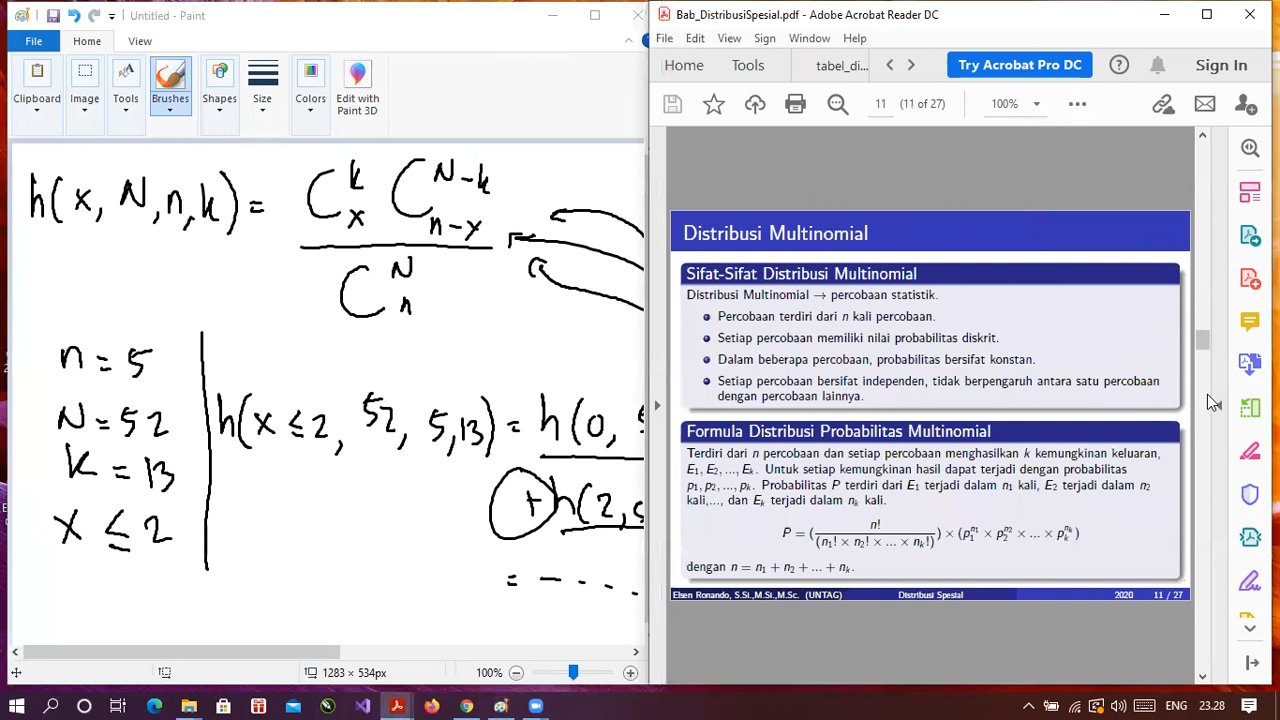 Untitled - Paint
File
Home
View
Clipboard
Image
Tools
Brushes
Shapes
Size
Colors
Edit with
Paint 3D
h(x, N, n, k) =
C k x C N-k n-x
C N n
n = 5
N = 52
k = 13
x ≤ 2
h(x ≤ 2, 52, 5, 13) = h(0, 5
+ h(2, 5
= - . . .
1283 × 534px
100%
Bab_DistribusiSpesial.pdf - Adobe Acrobat Reader DC
File Edit View Sign Window Help
Home
Tools
tabel_di...
Try Acrobat Pro DC
Sign In
11 (11 of 27)
100%
Distribusi Multinomial
Sifat-Sifat Distribusi Multinomial
Distribusi Multinomial → percobaan statistik.
Percobaan terdiri dari n kali percobaan.
Setiap percobaan memiliki nilai probabilitas diskrit.
Dalam beberapa percobaan, probabilitas bersifat konstan.
Setiap percobaan bersifat independen, tidak berpengaruh antara satu percobaan
dengan percobaan lainnya.
Formula Distribusi Probabilitas Multinomial
Terdiri dari n percobaan dan setiap percobaan menghasilkan k kemungkinan keluaran,
E1, E2, ..., Ek. Untuk setiap kemungkinan hasil dapat terjadi dengan probabilitas
p1, p2, ..., pk. Probabilitas P terdiri dari E1 terjadi dalam n1 kali, E2 terjadi dalam n2
kali,..., dan Ek terjadi dalam nk kali.
P = ( n! / (n1! × n2! × ... × nk!) ) × (p1^n1 × p2^n2 × ... × pk^nk)
dengan n = n1 + n2 + ... + nk.
Elsen Ronando, S.Si.,M.Si.,M.Sc. (UNTAG)
Distribusi Spesial
2020
11 / 27
ENG
23.28